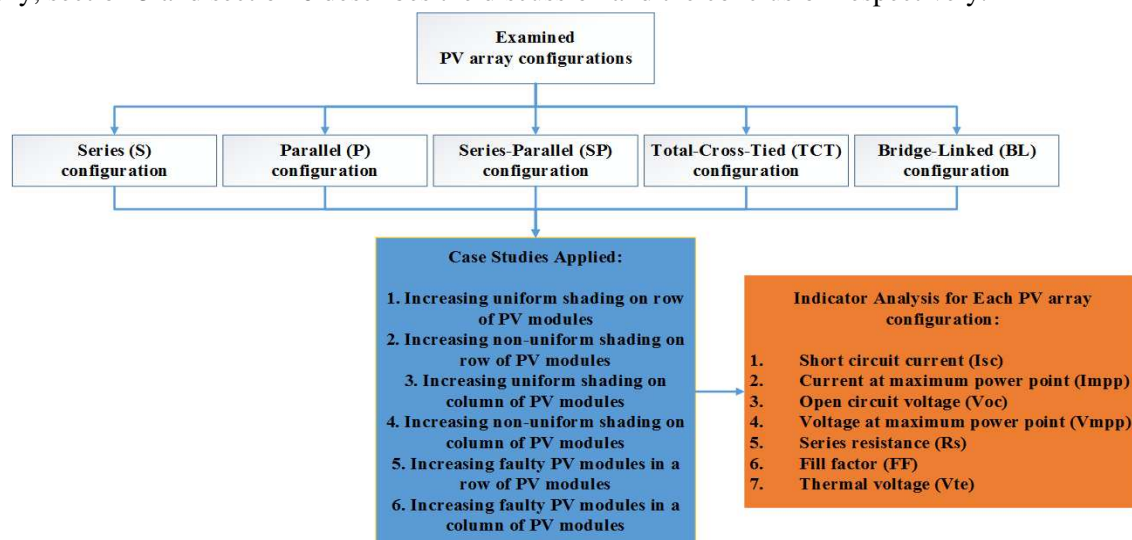 Examined
PV array configurations
Series (S)
configuration
Parallel (P)
configuration
Series-Parallel (SP)
configuration
Total-Cross-Tied (TCT)
configuration
Bridge-Linked (BL)
configuration
Case Studies Applied:
1. Increasing uniform shading on row
of PV modules
2. Increasing non-uniform shading on
row of PV modules
3. Increasing uniform shading on
column of PV modules
4. Increasing non-uniform shading on
column of PV modules
5. Increasing faulty PV modules in a
row of PV modules
6. Increasing faulty PV modules in a
column of PV modules
Indicator Analysis for Each PV array
configuration:
1. Short circuit current (Isc)
2. Current at maximum power point (Impp)
3. Open circuit voltage (Voc)
4. Voltage at maximum power point (Vmpp)
5. Series resistance (Rs)
6. Fill factor (FF)
7. Thermal voltage (Vte)